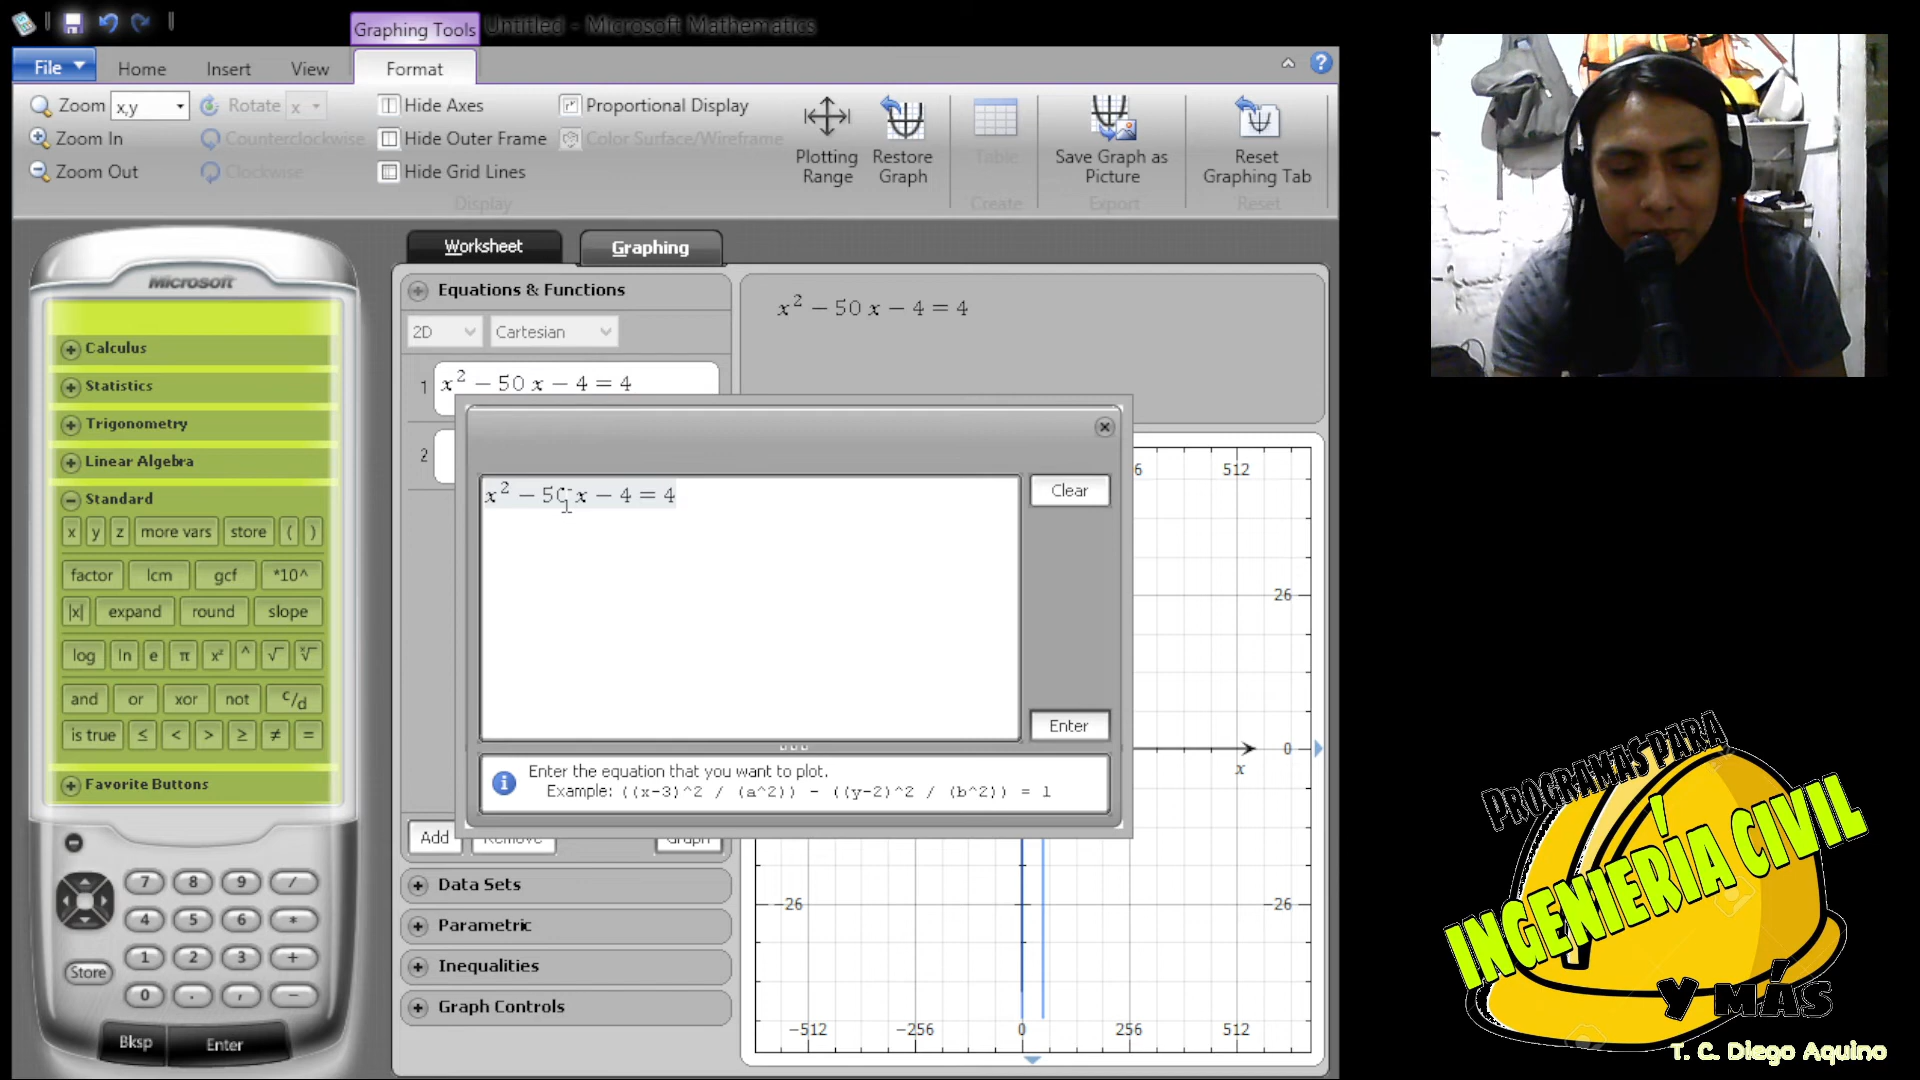 Graphing Tools
Untitled - Microsoft Mathematics
File
Home
Insert
View
Format
Zoom
x,y
Rotate
x
Zoom In
Counterclockwise
Zoom Out
Clockwise
Hide Axes
Hide Outer Frame
Hide Grid Lines
Proportional Display
Color Surface/Wireframe
Display
Plotting Range
Restore Graph
Table
Create
Save Graph as Picture
Export
Reset Graphing Tab
Reset
Microsoft
Calculus
Statistics
Trigonometry
Linear Algebra
Standard
x y z more vars store ( )
factor lcm gcf *10^
|x| expand round slope
log ln e π x² ^ √ ˣ√
and or xor not c/d
is true ≤ < > ≥ ≠ =
Favorite Buttons
7 8 9 /
4 5 6 *
Store 1 2 3 +
0 . , −
Bksp Enter
Worksheet
Graphing
Equations & Functions
2D
Cartesian
1 x² − 50 x − 4 = 4
2
x² − 50 x − 4 = 4
x² − 50 x − 4 = 4
Clear
Enter
Enter the equation that you want to plot.
Example: ((x-3)^2 / (a^2)) - ((y-2)^2 / (b^2)) = 1
Add
Remove
Graph
Data Sets
Parametric
Inequalities
Graph Controls
6 512
26
0
x
−26 −26
−512 −256 0 256 512
PROGRAMAS PARA
INGENIERÍA CIVIL
Y MÁS
T. C. Diego Aquino